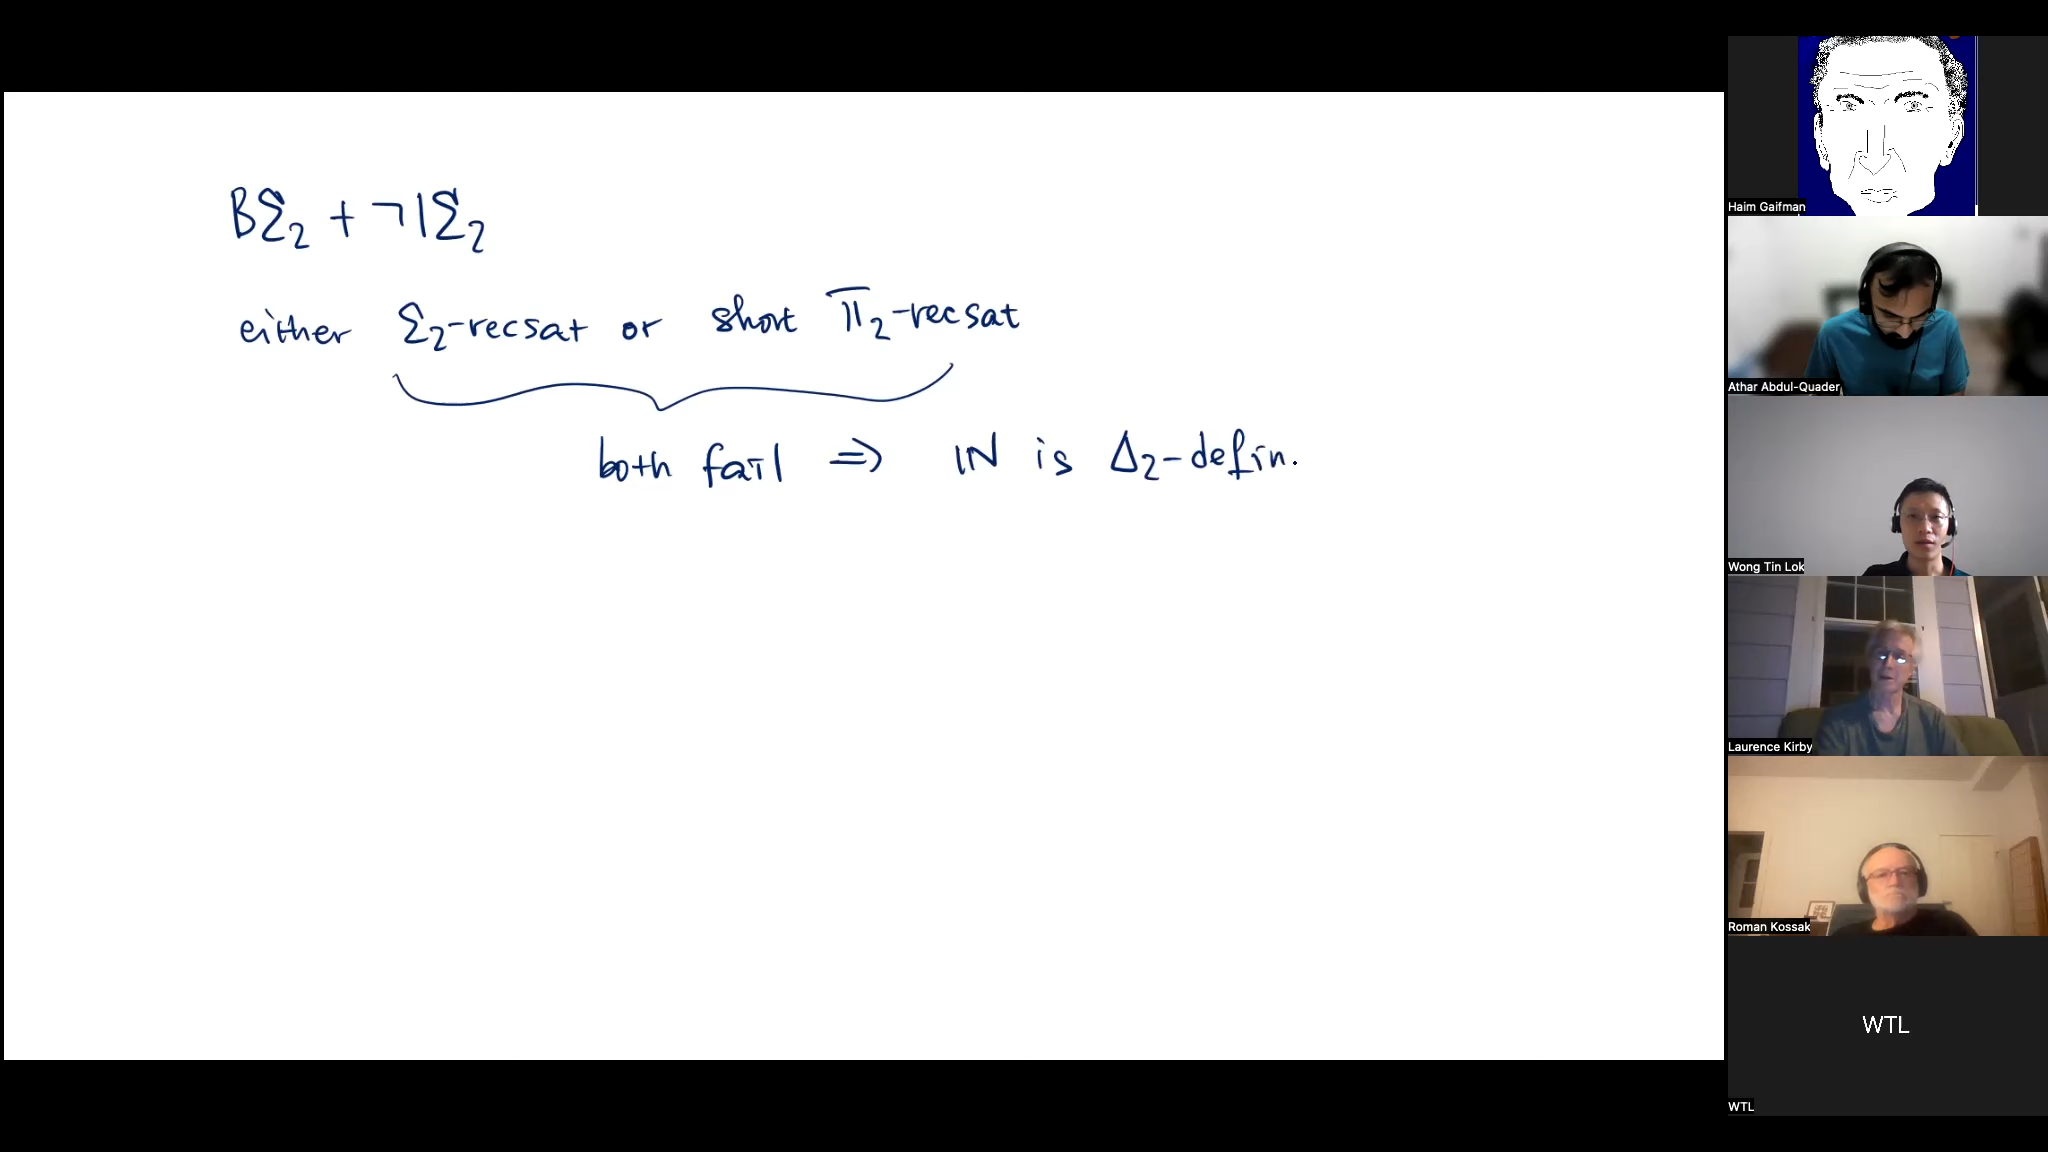 BΣ₂ + ¬IΣ₂
either Σ₂-recsat or short Π₂-recsat
both fail ⇒ ℕ is Δ₂-defin.
Haim Gaifman
Athar Abdul-Quader
Wong Tin Lok
Laurence Kirby
Roman Kossak
WTL
WTL